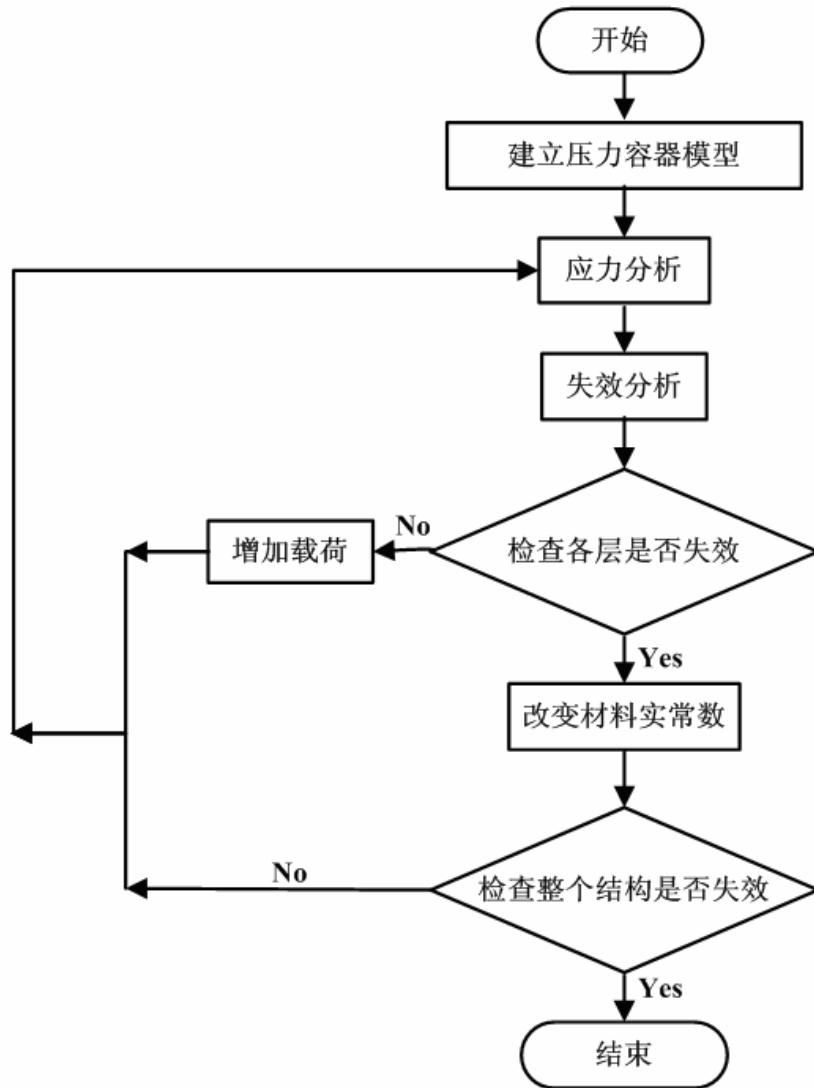 开始
建立压力容器模型
应力分析
失效分析
No
增加载荷
检查各层是否失效
Yes
改变材料实常数
No
检查整个结构是否失效
Yes
结束